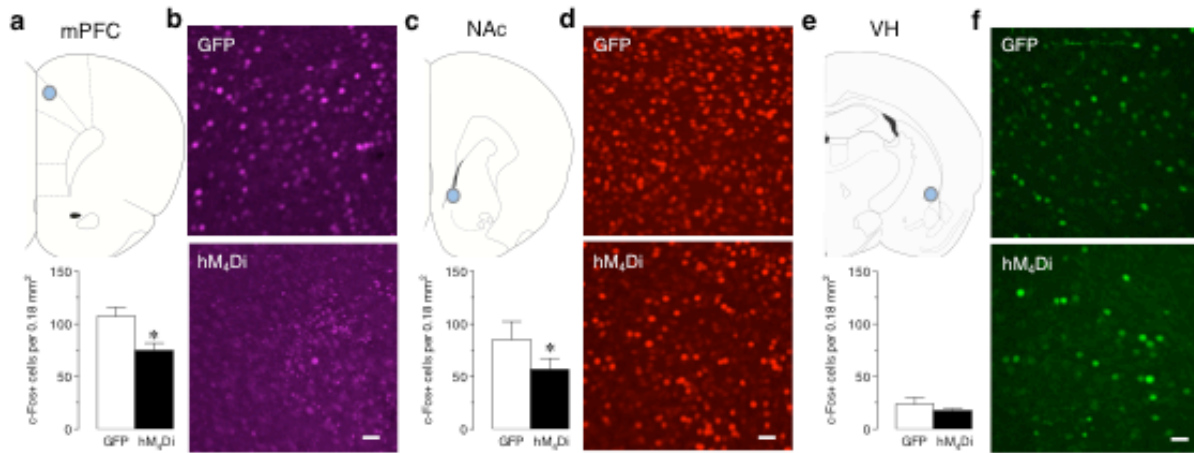 a
mPFC
b
GFP
hM₄Di
c-Fos+ cells per 0.18 mm²
150
100
50
0
*
GFP
hM₄Di
c
NAc
d
GFP
hM₄Di
c-Fos+ cells per 0.18 mm²
150
100
50
0
*
GFP
hM₄Di
e
VH
f
GFP
hM₄Di
c-Fos+ cells per 0.18 mm²
150
100
50
0
GFP
hM₄Di